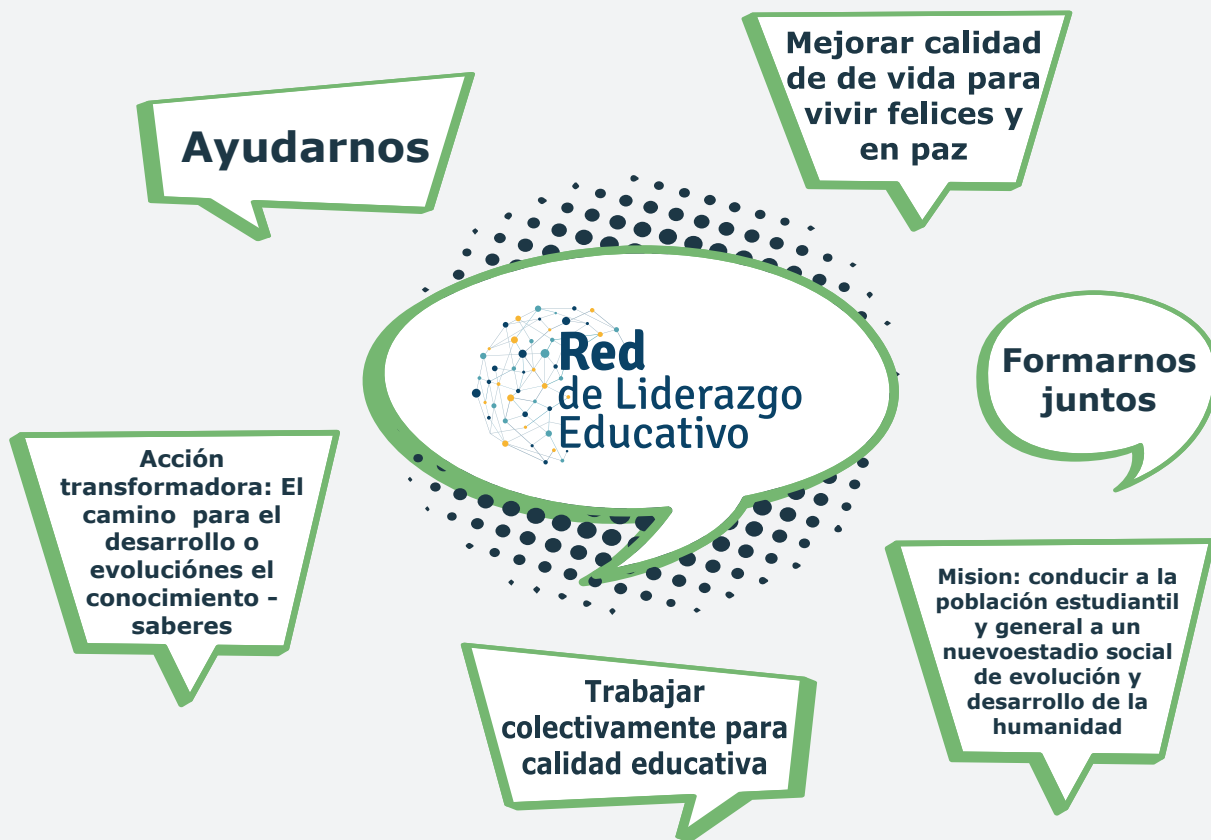 Mejorar calidad
de de vida para
vivir felices y
en paz
Ayudarnos
Red
de Liderazgo
Educativo
Formarnos
juntos
Acción
transformadora: El
camino para el
desarrollo o
evoluciónes el
conocimiento -
saberes
Mision: conducir a la
población estudiantil
y general a un
nuevoestadio social
de evolución y
desarrollo de la
humanidad
Trabajar
colectivamente para
calidad educativa